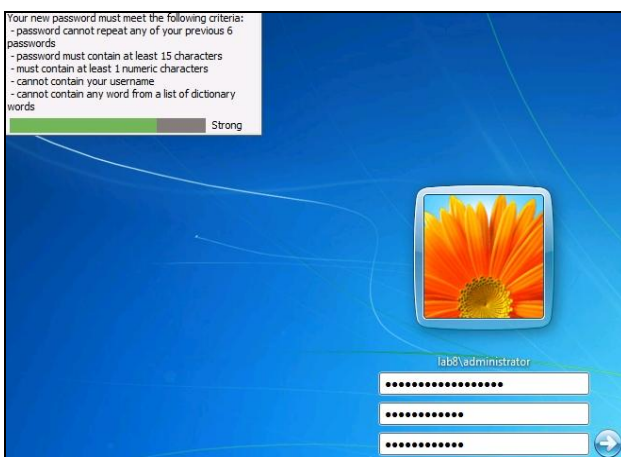 Your new password must meet the following criteria:
- password cannot repeat any of your previous 6
passwords
- password must contain at least 15 characters
- must contain at least 1 numeric characters
- cannot contain your username
- cannot contain any word from a list of dictionary
words
Strong
lab8\administrator